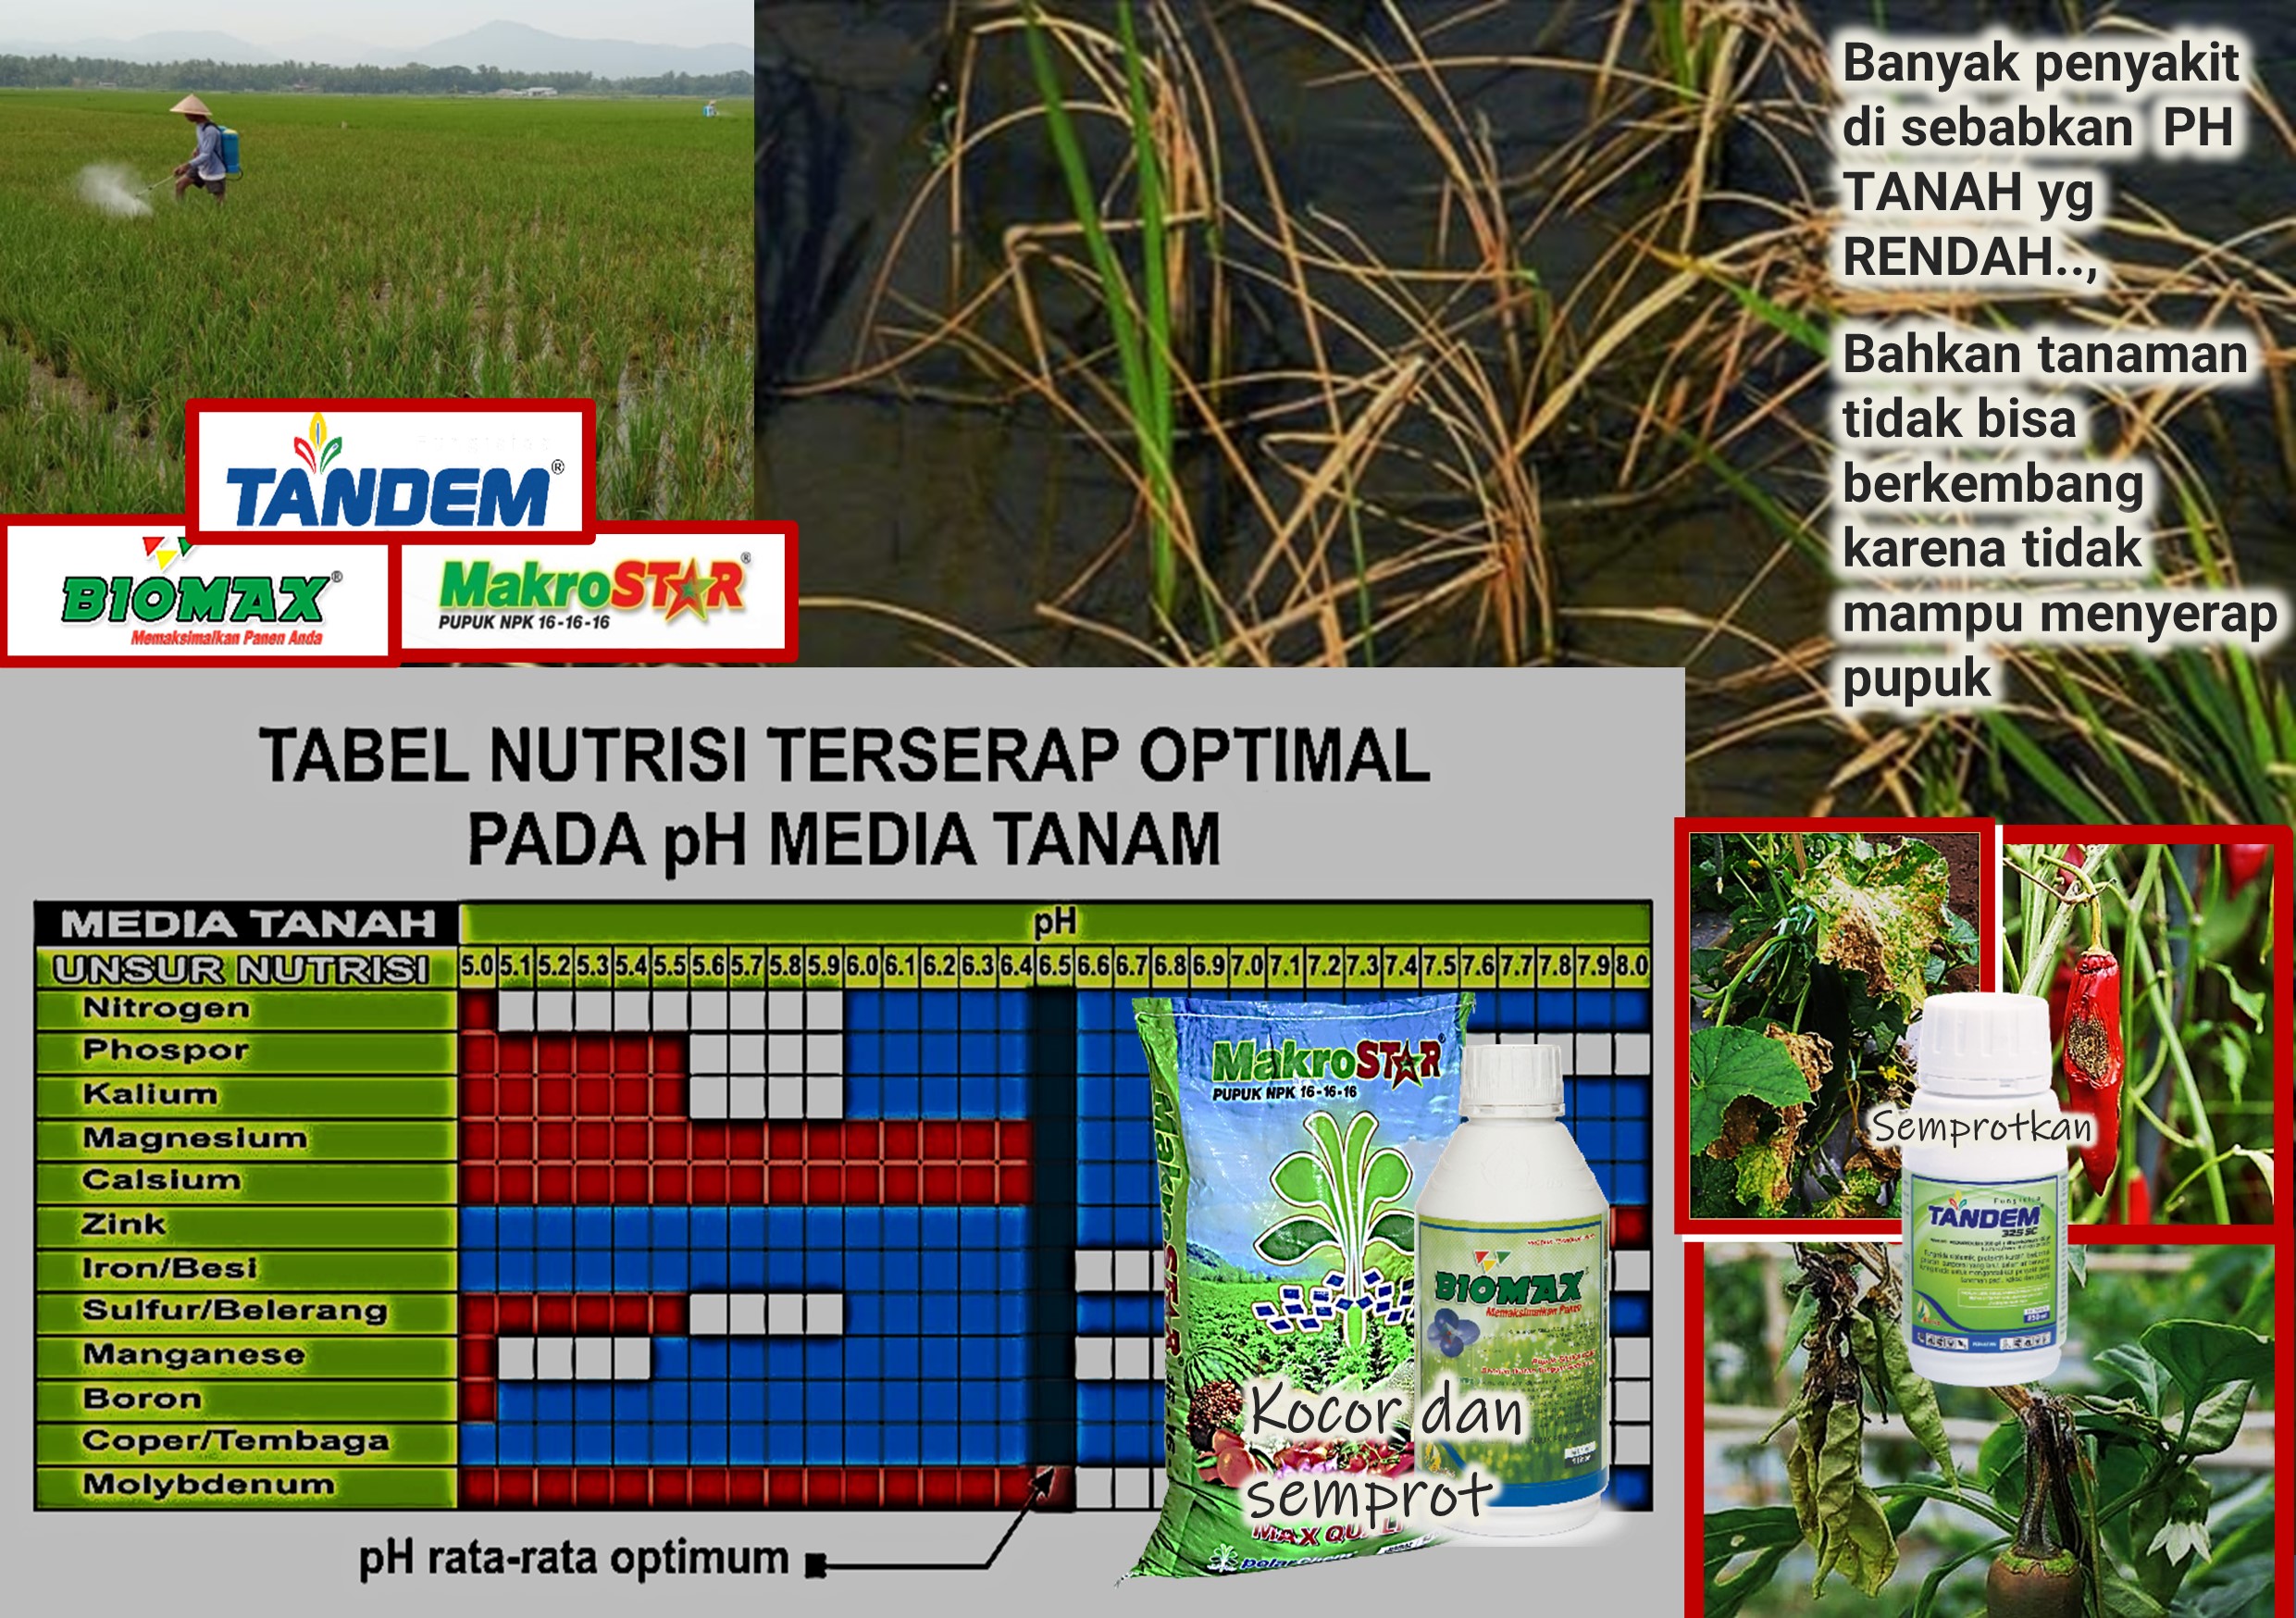 Banyak penyakit
di sebabkan PH
TANAH yg
RENDAH..,
Bahkan tanaman
tidak bisa
berkembang
karena tidak
mampu menyerap
pupuk
TANDEM®
BIOMAX®
Memaksimalkan Panen Anda
MakroSTAR®
PUPUK NPK 16-16-16
TABEL NUTRISI TERSERAP OPTIMAL
PADA pH MEDIA TANAM
MEDIA TANAH pH
UNSUR NUTRISI 5.0 5.1 5.2 5.3 5.4 5.5 5.6 5.7 5.8 5.9 6.0 6.1 6.2 6.3 6.4 6.5 6.6 6.7 6.8 6.9 7.0 7.1 7.2 7.3 7.4 7.5 7.6 7.7 7.8 7.9 8.0
Nitrogen
Phospor
Kalium
Magnesium
Calsium
Zink
Iron/Besi
Sulfur/Belerang
Manganese
Boron
Coper/Tembaga
Molybdenum
pH rata-rata optimum
MakroSTAR
PUPUK NPK 16-16-16
MakroSTAR
BIOMAX
Memaksimalkan Panen
Kocor dan
semprot
MAX
Semprotkan
Fungisida
TANDEM
325 SC